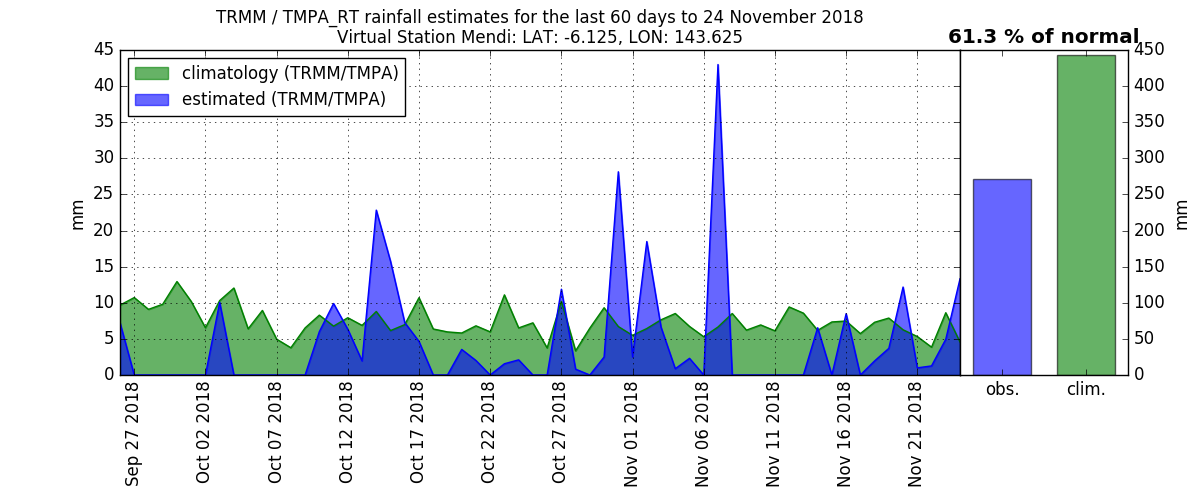 TRMM / TMPA_RT rainfall estimates for the last 60 days to 24 November 2018
Virtual Station Mendi: LAT: -6.125, LON: 143.625
61.3 % of normal
climatology (TRMM/TMPA)
estimated (TRMM/TMPA)
mm
45
40
35
30
25
20
15
10
5
0
Sep 27 2018
Oct 02 2018
Oct 07 2018
Oct 12 2018
Oct 17 2018
Oct 22 2018
Oct 27 2018
Nov 01 2018
Nov 06 2018
Nov 11 2018
Nov 16 2018
Nov 21 2018
obs.
clim.
450
400
350
300
250
200
150
100
50
0
mm